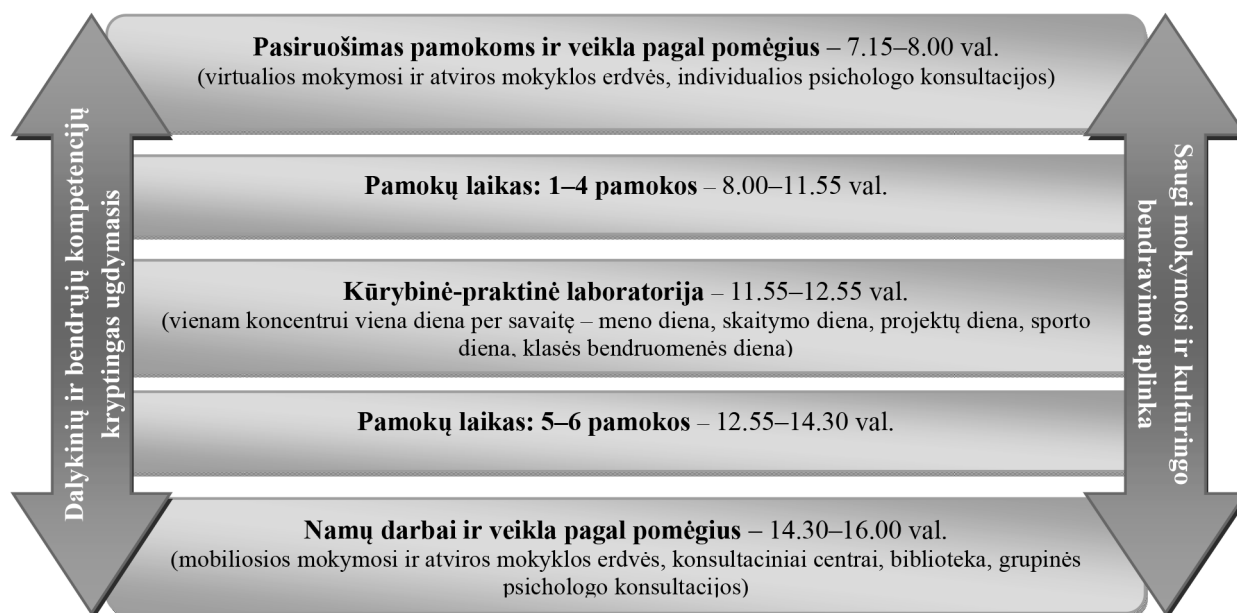 Pasiruošimas pamokoms ir veikla pagal pomėgius – 7.15–8.00 val.
(virtualios mokymosi ir atviros mokyklos erdvės, individualios psichologo konsultacijos)
Pamokų laikas: 1–4 pamokos – 8.00–11.55 val.
Kūrybinė-praktinė laboratorija – 11.55–12.55 val.
(vienam koncentrui viena diena per savaitę – meno diena, skaitymo diena, projektų diena, sporto
diena, klasės bendruomenės diena)
Pamokų laikas: 5–6 pamokos – 12.55–14.30 val.
Namų darbai ir veikla pagal pomėgius – 14.30–16.00 val.
(mobiliosios mokymosi ir atviros mokyklos erdvės, konsultaciniai centrai, biblioteka, grupinės
psichologo konsultacijos)
Dalykinių ir bendrųjų kompetencijų
kryptingas ugdymasis
Saugi mokymosi ir kultūringo
bendravimo aplinka